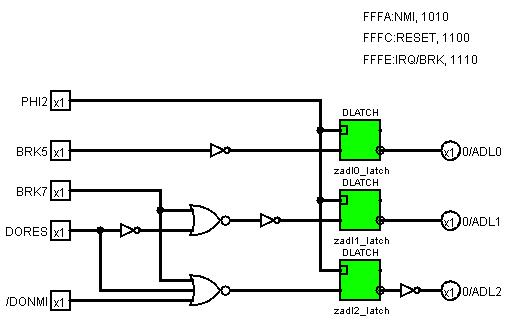 FFFA:NMI, 1010
FFFC:RESET, 1100
FFFE:IRQ/BRK, 1110
PHI2 x1
DLATCH
BRK5 x1
x1 0/ADL0
zadl0_latch
BRK7 x1
DLATCH
DORES x1
x1 0/ADL1
zadl1_latch
DLATCH
/DONMI x1
x1 0/ADL2
zadl2_latch